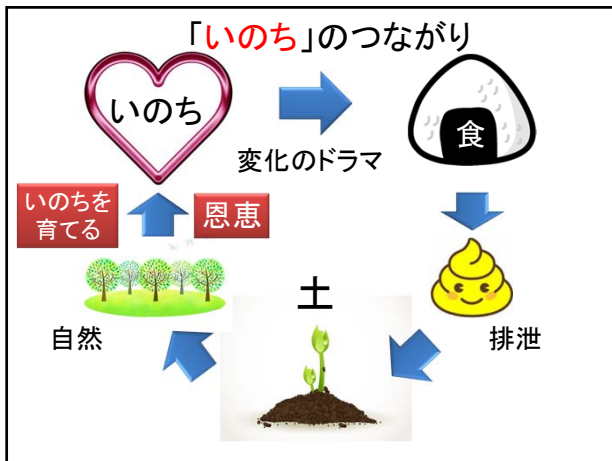 「いのち」のつながり
いのち
食
変化のドラマ
いのちを
育てる
恩恵
土
自然
排泄